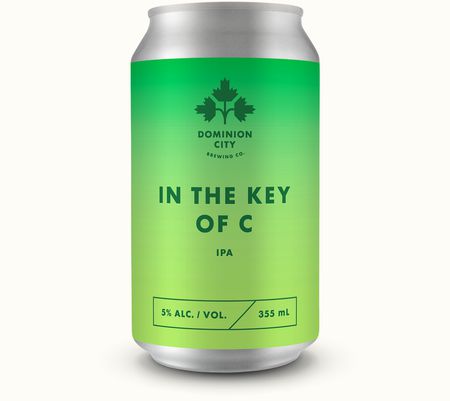 DOMINION
CITY
BREWING CO.
IN THE KEY
OF C
IPA
5% ALC. / VOL. 355 mL